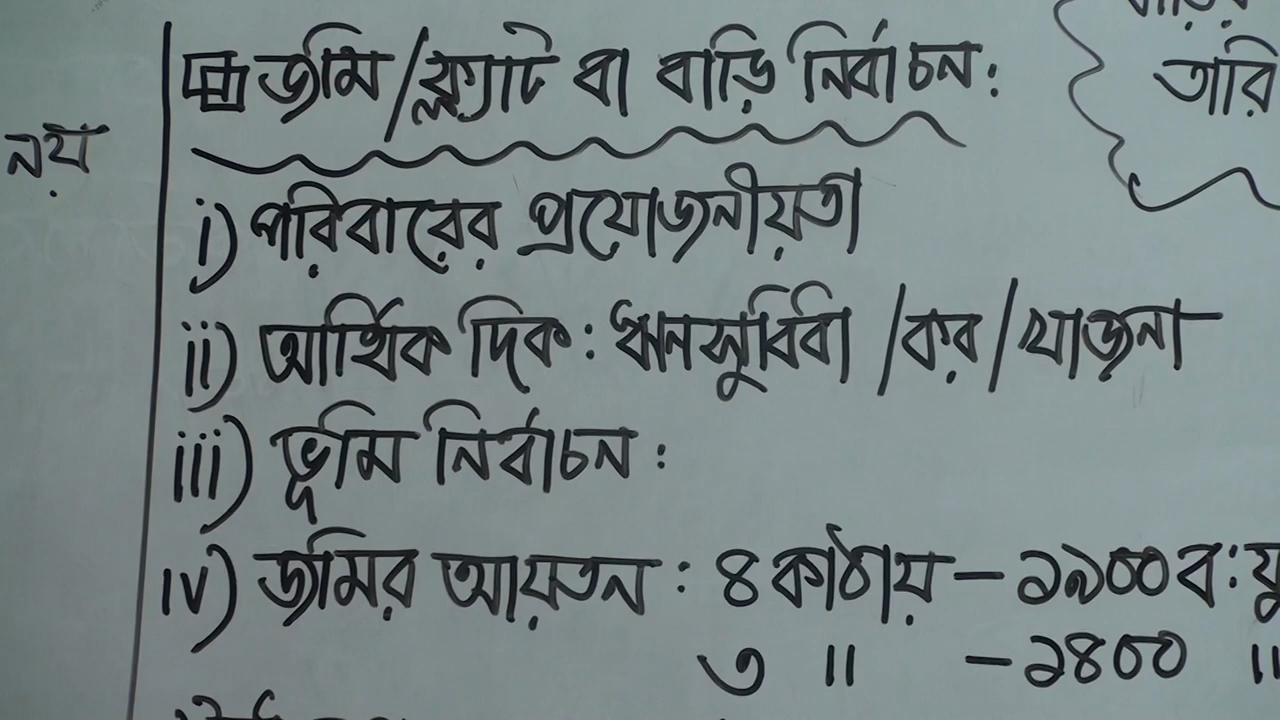 জমি/ফ্ল্যাট বা বাড়ি নির্বাচন:
নয়
i) পরিবারের প্রযোজনীয়তা
ii) আর্থিক দিক: ঋনসুবিধা/কর/খাজনা
iii) ভূমি নির্বাচন:
iv) জমির আয়তন: ৪ কাঠায় – ১৯০০ ব:ফু
৩ " – ১৪০০ "